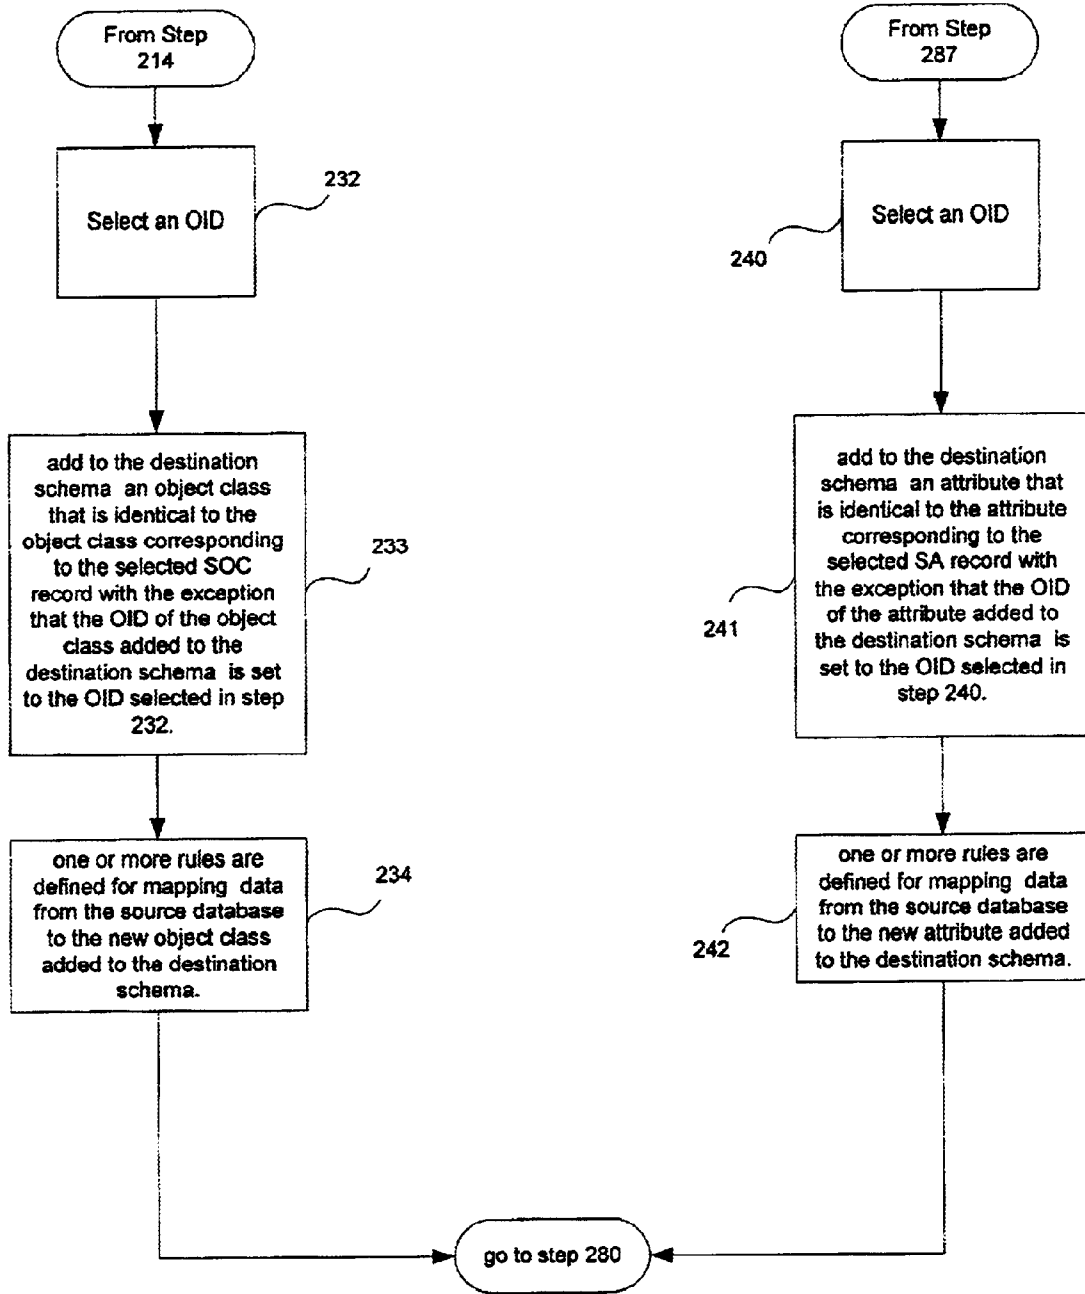 From Step
214
Select an OID
232
add to the destination
schema an object class
that is identical to the
object class corresponding
to the selected SOC
record with the exception
that the OID of the object
class added to the
destination schema is set
to the OID selected in step
232.
233
one or more rules are
defined for mapping data
from the source database
to the new object class
added to the destination
schema.
234
From Step
287
Select an OID
240
add to the destination
schema an attribute that
is identical to the attribute
corresponding to the
selected SA record with
the exception that the OID
of the attribute added to
the destination schema is
set to the OID selected in
step 240.
241
one or more rules are
defined for mapping data
from the source database
to the new attribute added
to the destination schema.
242
go to step 280